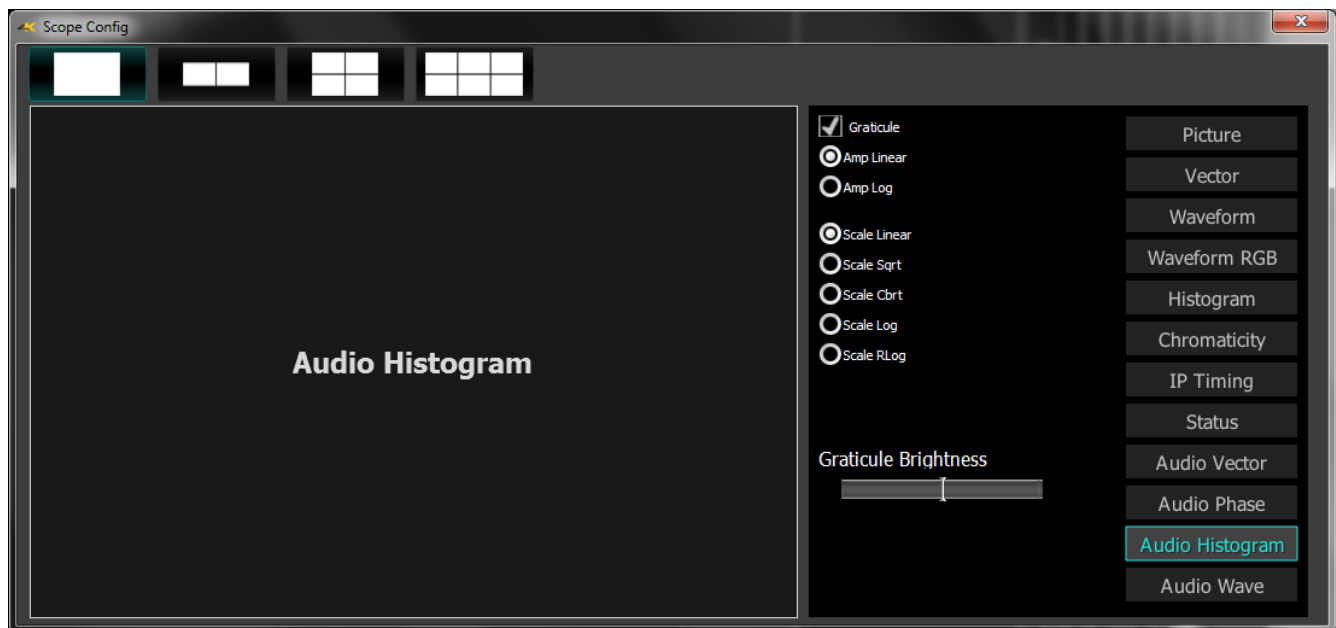 Scope Config
Audio Histogram
Graticule
Amp Linear
Amp Log
Scale Linear
Scale Sqrt
Scale Cbrt
Scale Log
Scale RLog
Graticule Brightness
Picture
Vector
Waveform
Waveform RGB
Histogram
Chromaticity
IP Timing
Status
Audio Vector
Audio Phase
Audio Histogram
Audio Wave